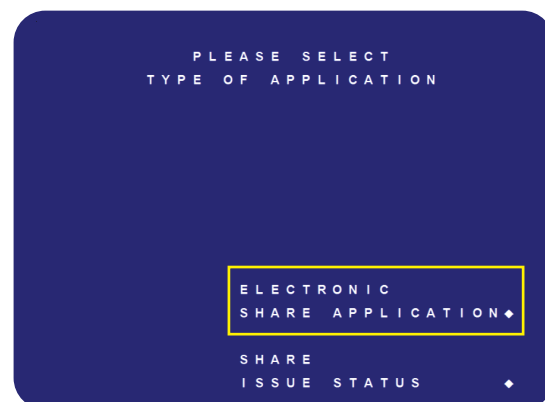 PLEASE SELECT
TYPE OF APPLICATION
ELECTRONIC
SHARE APPLICATION◆
SHARE
ISSUE STATUS ◆